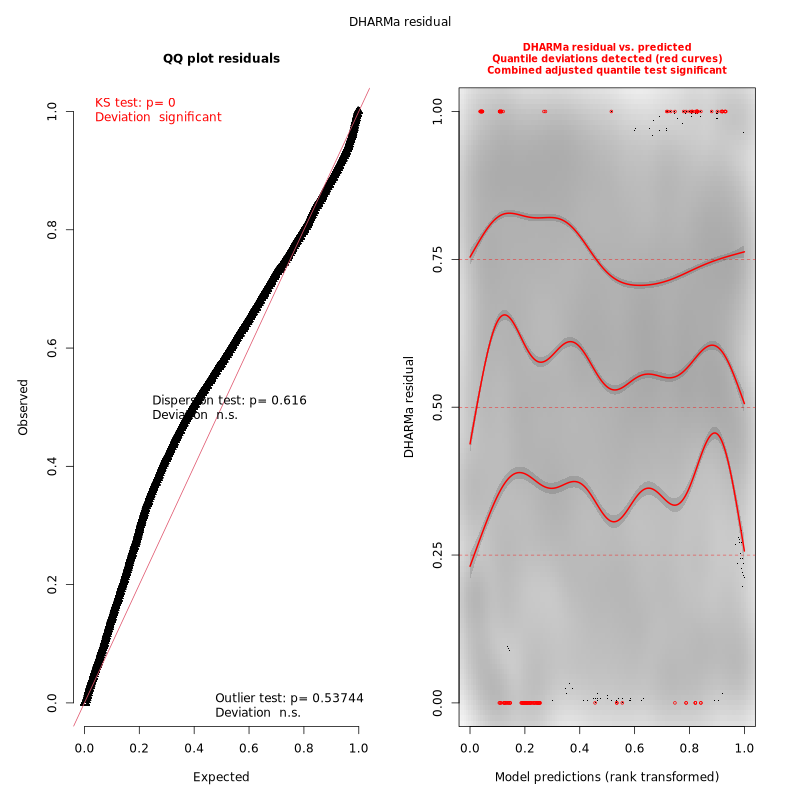 DHARMa residual
QQ plot residuals
KS test: p= 0
Deviation  significant
Dispersion test: p= 0.616
Deviation  n.s.
Outlier test: p= 0.53744
Deviation  n.s.
Observed
0.0
0.2
0.4
0.6
0.8
1.0
0.0
0.2
0.4
0.6
0.8
1.0
Expected
DHARMa residual vs. predicted
Quantile deviations detected (red curves)
Combined adjusted quantile test significant
DHARMa residual
0.00
0.25
0.50
0.75
1.00
0.0
0.2
0.4
0.6
0.8
1.0
Model predictions (rank transformed)